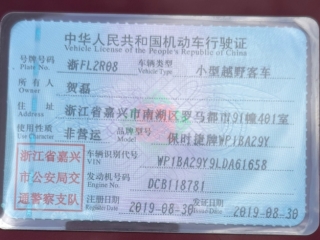 中华人民共和国机动车行驶证
Vehicle License of the People's Republic of China
号牌号码 浙FL2R08 车辆类型 小型越野客车
Plate No. Vehicle Type
所有人 贺磊
Owner
住址 浙江省嘉兴市南湖区罗马都市91幢401室
Address
使用性质 非营运 品牌型号 保时捷牌WP1BA29Y
Use Character Model
浙江省嘉兴 车辆识别代号 WP1BA29Y9LDA61658
VIN
市公安局交 发动机号码 DCB118781
Engine No.
通警察支队 注册日期 2019-08-30 发证日期 2019-08-30
Register Date Issue Date